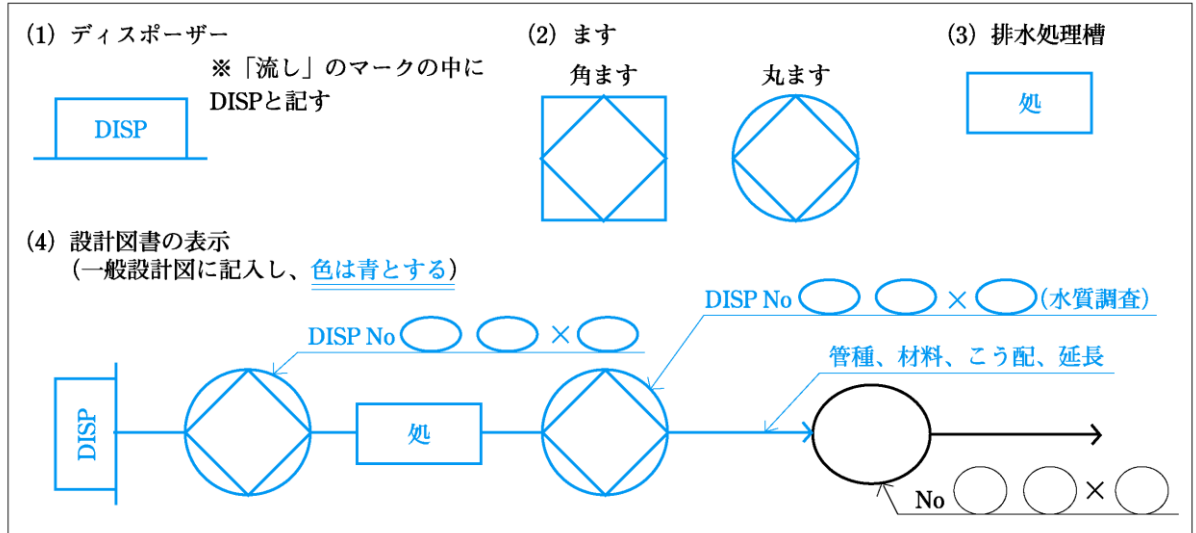 (1) ディスポーザー
※「流し」のマークの中に
DISPと記す
DISP
(2) ます
角ます
丸ます
(3) 排水処理槽
処
(4) 設計図書の表示
(一般設計図に記入し、色は青とする)
DISP No ◯ ◯ × ◯ (水質調査)
DISP No ◯ ◯ × ◯
管種、材料、こう配、延長
DISP
処
No ◯ ◯ × ◯